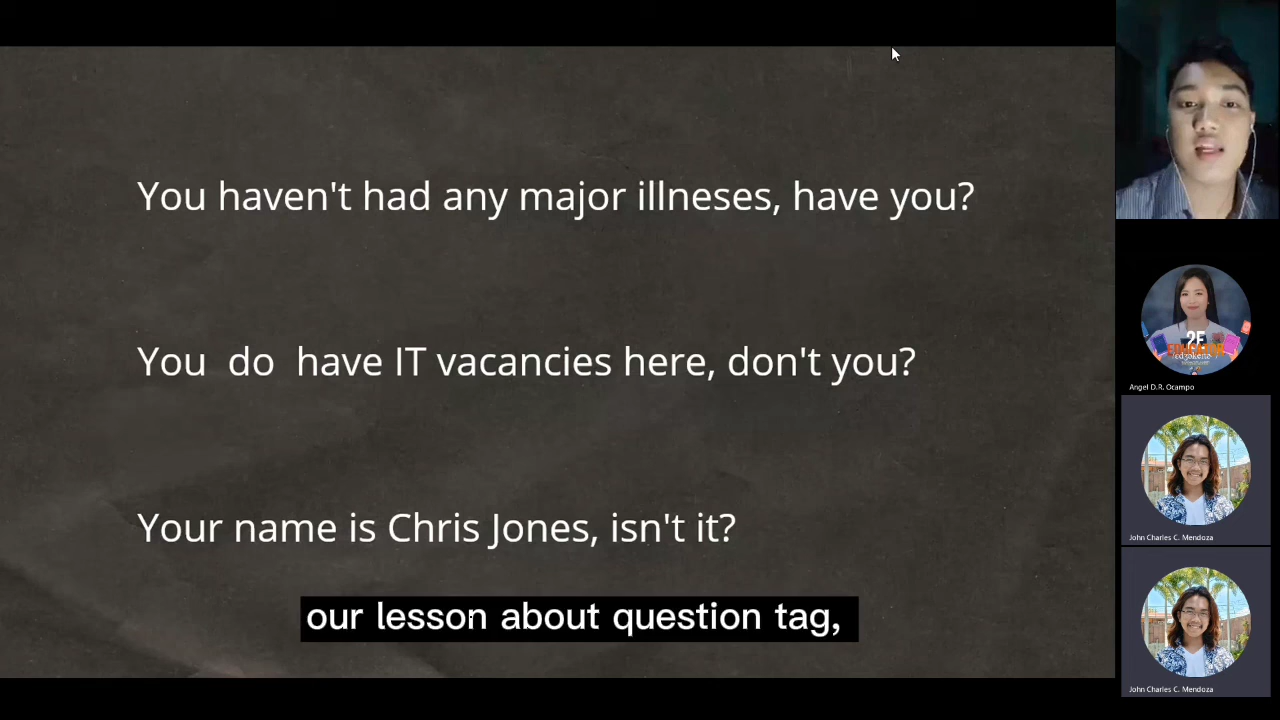 You haven't had any major illneses, have you?
You do have IT vacancies here, don't you?
Your name is Chris Jones, isn't it?
our lesson about question tag,
Angel D.R. Ocampo
John Charles C. Mendoza
John Charles C. Mendoza